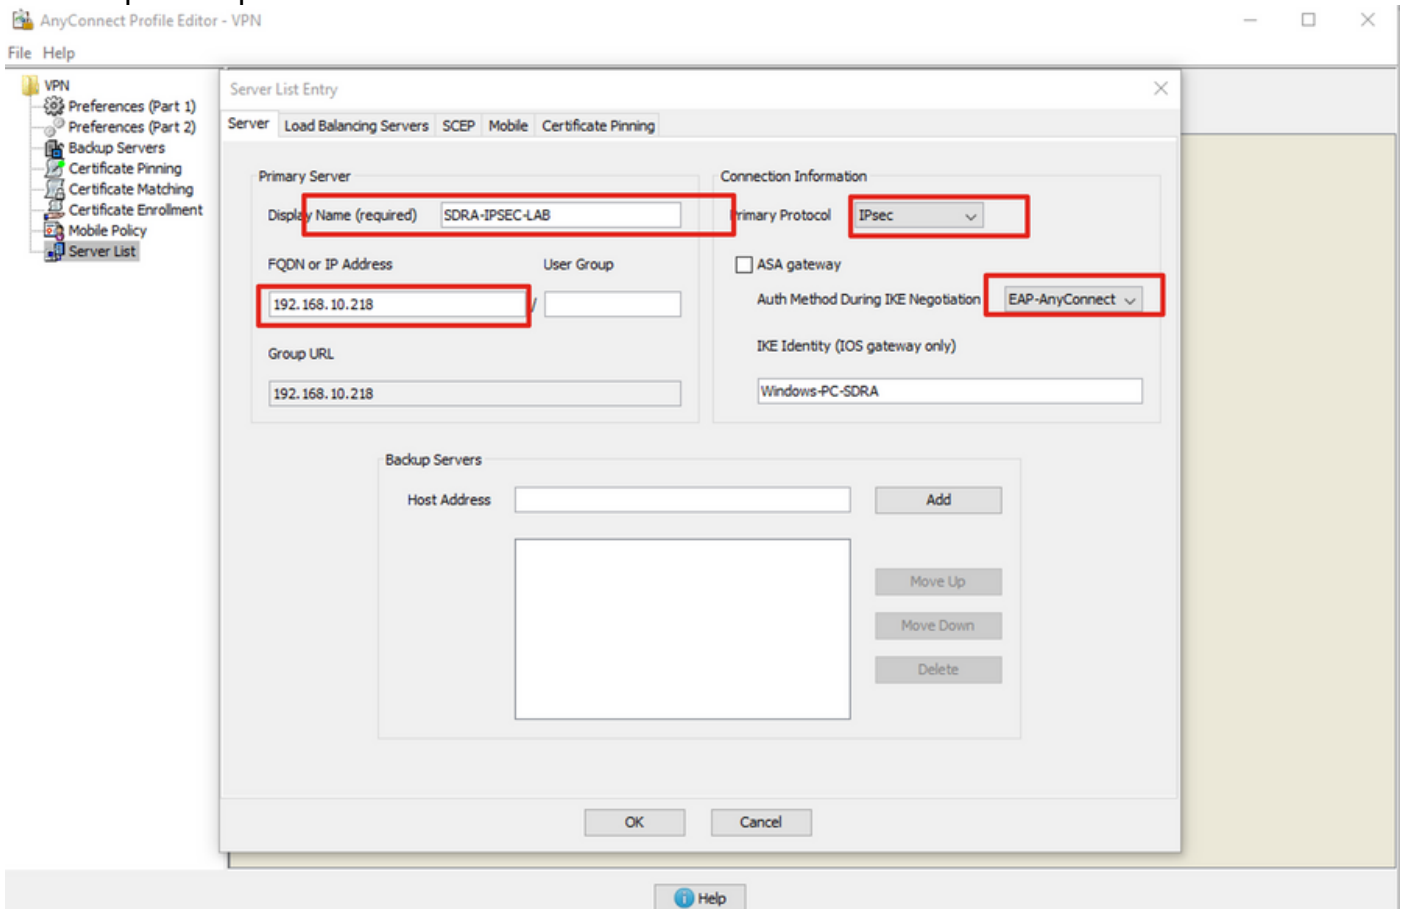 AnyConnect Profile Editor - VPN
File Help
VPN
Preferences (Part 1)
Preferences (Part 2)
Backup Servers
Certificate Pinning
Certificate Matching
Certificate Enrollment
Mobile Policy
Server List
Server List Entry
Server Load Balancing Servers SCEP Mobile Certificate Pinning
Primary Server
Display Name (required) SDRA-IPSEC-LAB
FQDN or IP Address User Group
192.168.10.218 /
Group URL
192.168.10.218
Connection Information
Primary Protocol IPsec
ASA gateway
Auth Method During IKE Negotiation EAP-AnyConnect
IKE Identity (IOS gateway only)
Windows-PC-SDRA
Backup Servers
Host Address Add
Move Up
Move Down
Delete
OK Cancel
Help